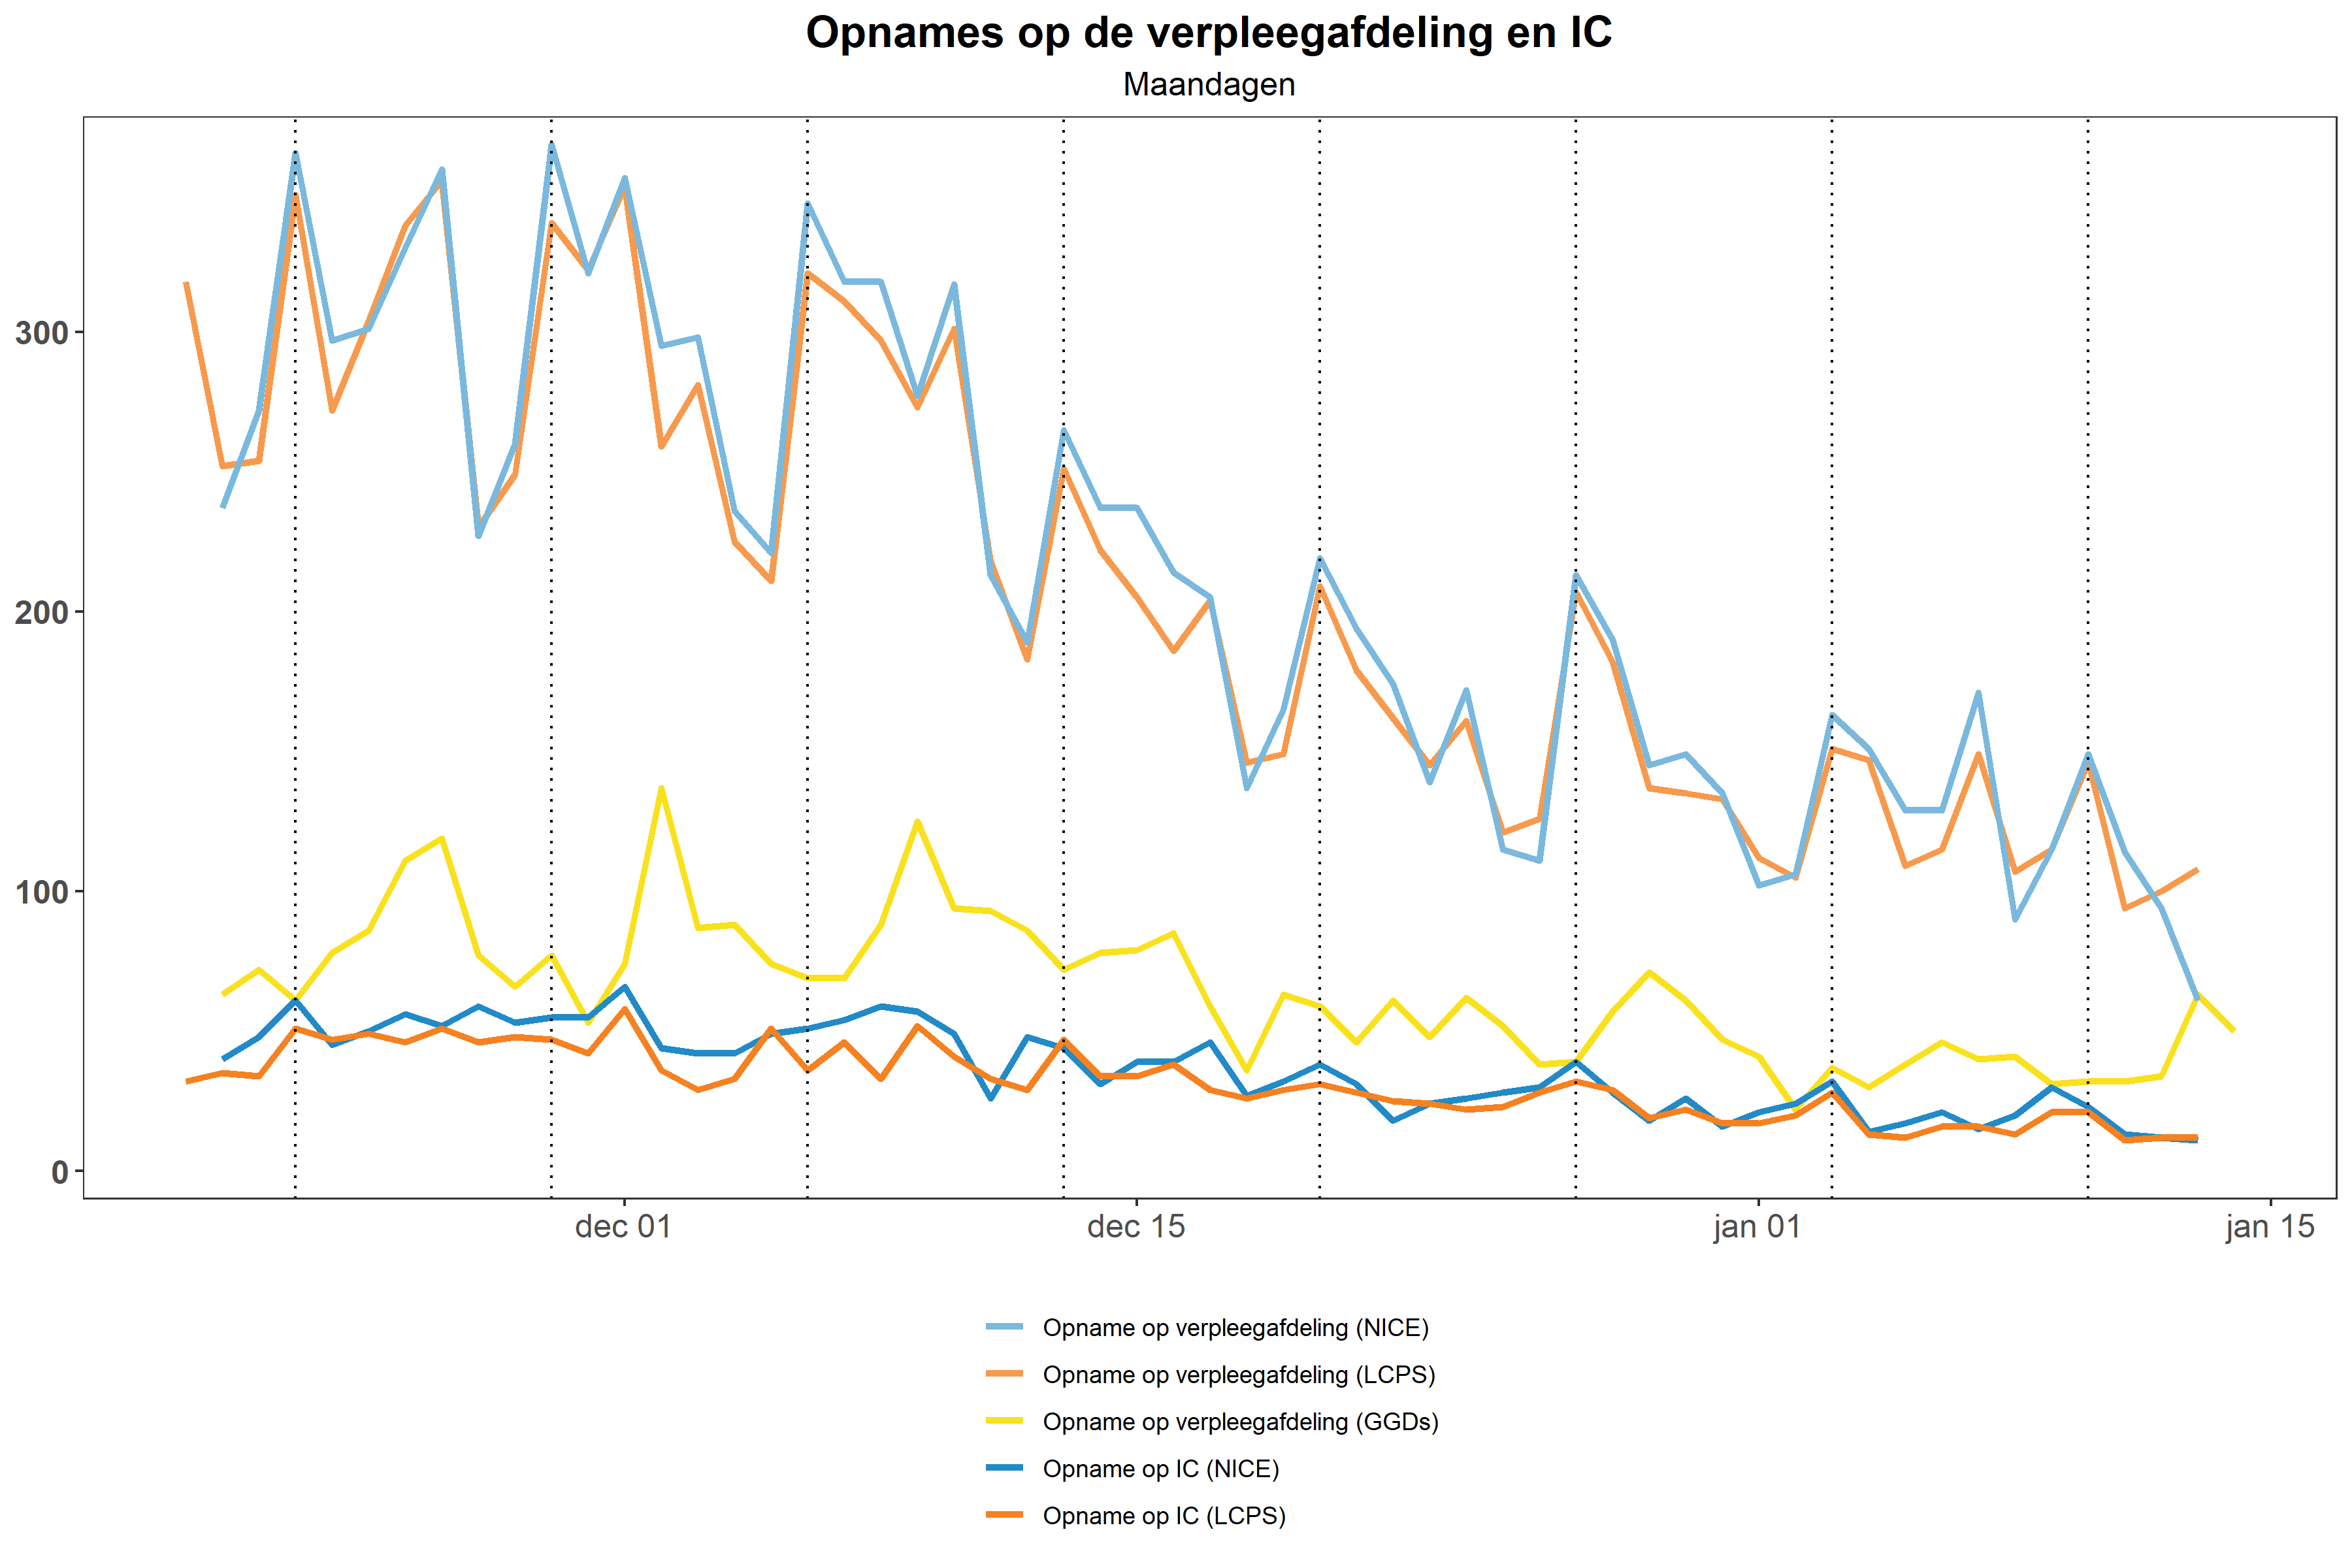 Opnames op de verpleegafdeling en IC
Maandagen
300
200
100
0
dec 01
dec 15
jan 01
jan 15
Opname op verpleegafdeling (NICE)
Opname op verpleegafdeling (LCPS)
Opname op verpleegafdeling (GGDs)
Opname op IC (NICE)
Opname op IC (LCPS)